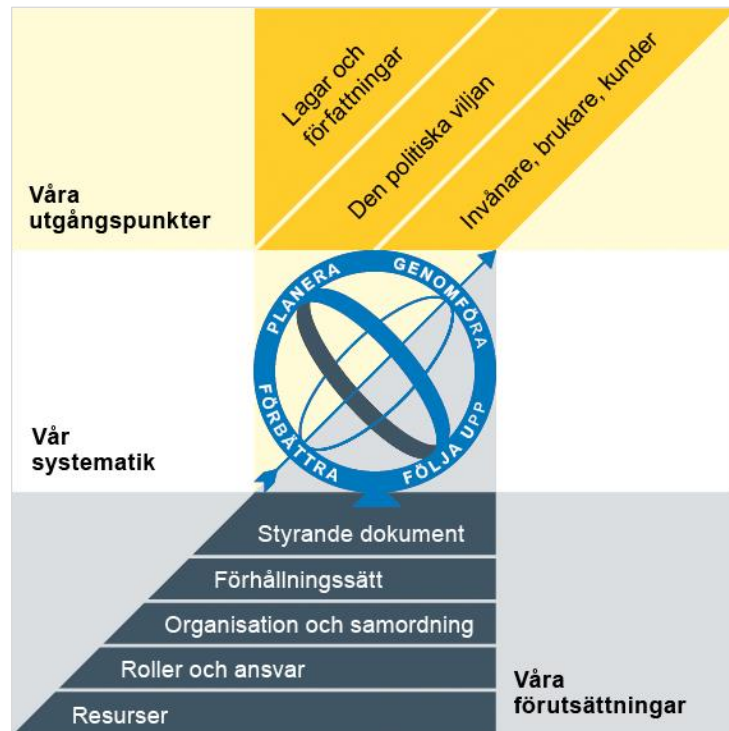 Lagar och
författningar
Den politiska viljan
Invånare, brukare, kunder
Våra
utgångspunkter
PLANERA
GENOMFÖRA
FÖLJA UPP
FÖRBÄTTRA
Vår
systematik
Styrande dokument
Förhållningssätt
Organisation och samordning
Roller och ansvar
Resurser
Våra
förutsättningar